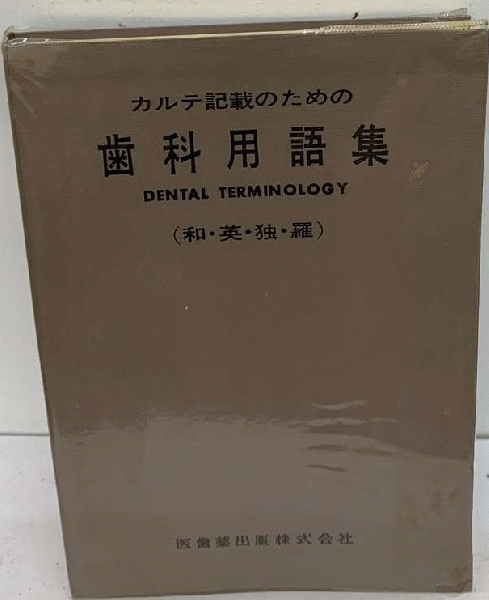 カルテ記載のための
歯科用語集
DENTAL TERMINOLOGY
(和・英・独・羅)
医歯薬出版株式会社